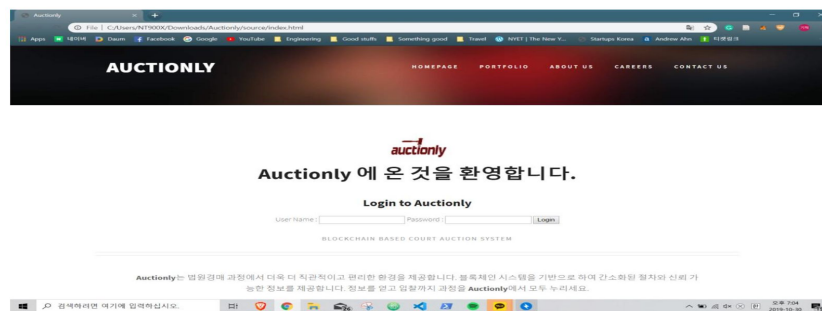 Auctionly
File | C:/Users/NT900X/Downloads/Auctionly/source/index.html
Apps 네이버 Daum Facebook Google YouTube Engineering Good stuffs Something good Travel NYET | The New Y... Startups Korea Andrew Ahn 티켓링크
AUCTIONLY
HOMEPAGE PORTFOLIO ABOUT US CAREERS CONTACT US
auctionly
Auctionly 에 온 것을 환영합니다.
Login to Auctionly
User Name : Password : Login
BLOCKCHAIN BASED COURT AUCTION SYSTEM
Auctionly는 법원경매 과정에서 더욱 더 직관적이고 편리한 환경을 제공합니다. 블록체인 시스템을 기반으로 하여 간소화된 절차와 신뢰 가
능한 정보를 제공합니다. 정보를 얻고 입찰까지 과정을 Auctionly에서 모두 누리세요.
검색하려면 여기에 입력하십시오.
오후 7:04
2019-10-30